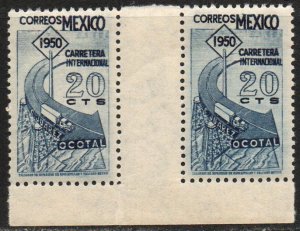 CORREOS MEXICO
1950
CARRETERA
INTERNACIONAL
20
CTS
OCOTAL
CORREOS MEXICO
1950
CARRETERA
INTERNACIONAL
20
CTS
OCOTAL